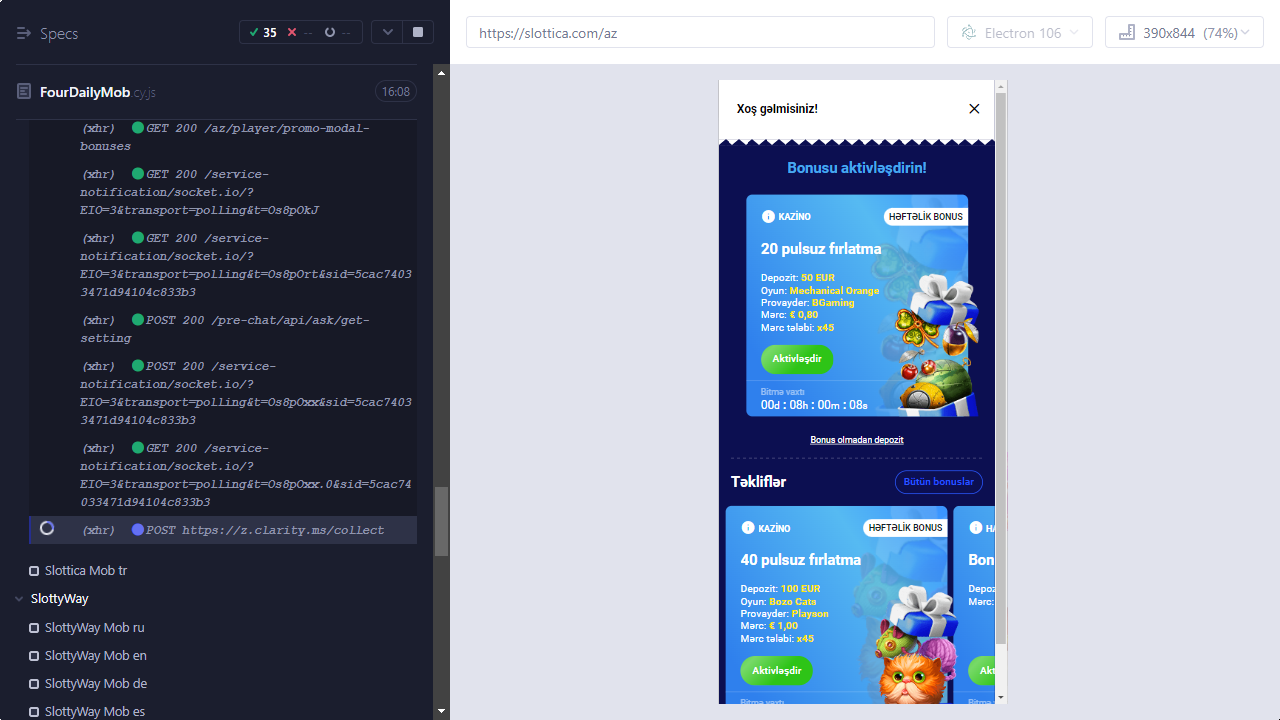 Specs
35
--
--
FourDailyMob.cy.js
16:08
(xhr) GET 200 /az/player/promo-modal-
bonuses
(xhr) GET 200 /service-
notification/socket.io/?
EIO=3&transport=polling&t=Os8pOkJ
(xhr) GET 200 /service-
notification/socket.io/?
EIO=3&transport=polling&t=Os8pOrt&sid=5cac7403
3471d94104c833b3
(xhr) POST 200 /pre-chat/api/ask/get-
setting
(xhr) POST 200 /service-
notification/socket.io/?
EIO=3&transport=polling&t=Os8pOxx&sid=5cac7403
3471d94104c833b3
(xhr) GET 200 /service-
notification/socket.io/?
EIO=3&transport=polling&t=Os8pOxx.0&sid=5cac74
033471d94104c833b3
(xhr) POST https://z.clarity.ms/collect
Slottica Mob tr
SlottyWay
SlottyWay Mob ru
SlottyWay Mob en
SlottyWay Mob de
SlottyWay Mob es
https://slottica.com/az
Electron 106
390x844 (74%)
Xoş gəlmisiniz!
Bonusu aktivləşdirin!
KAZİNO
HƏFTƏLİK BONUS
20 pulsuz fırlatma
Depozit: 50 EUR
Oyun: Mechanical Orange
Provayder: BGaming
Mərc: € 0,80
Mərc tələbi: x45
Aktivləşdir
Bitmə vaxtı
00d : 08h : 00m : 08s
Bonus olmadan depozit
Təkliflər
Bütün bonuslar
KAZİNO
HƏFTƏLİK BONUS
40 pulsuz fırlatma
Depozit: 100 EUR
Oyun: Bozo Cats
Provayder: Playson
Mərc: € 1,00
Mərc tələbi: x45
Aktivləşdir
Bitmə vaxtı
HA
Bon
Depo
Mərc:
Akti
Bitmə